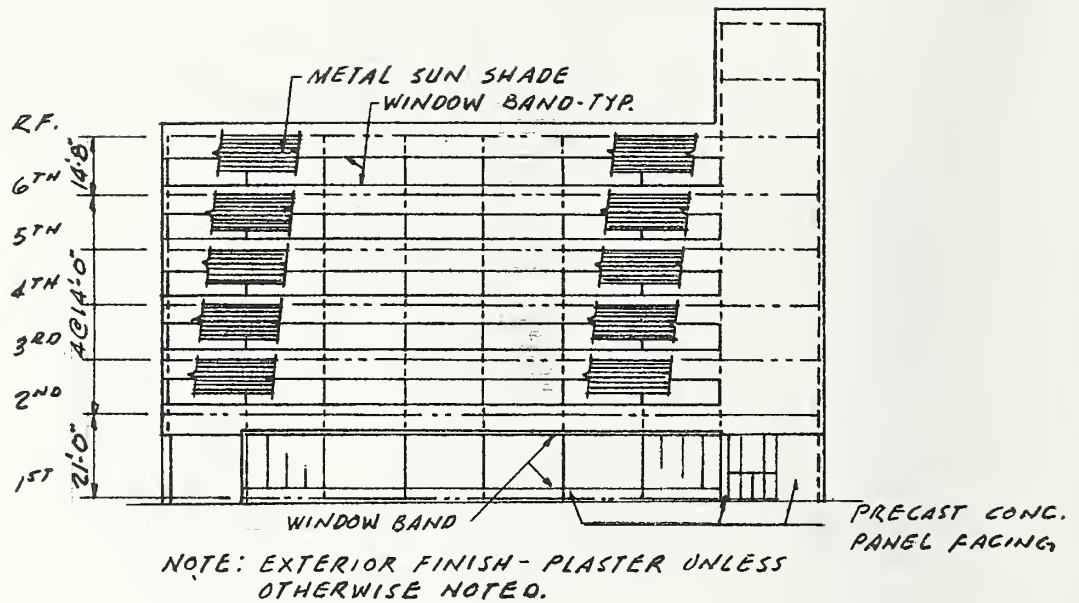 METAL SUN SHADE
WINDOW BAND-TYP.
RF.
14'-8"
6TH
5TH
4TH
4@14'-0"
3RD
2ND
21'-0"
1ST
WINDOW BAND
PRECAST CONC.
PANEL FACING
NOTE: EXTERIOR FINISH - PLASTER UNLESS
OTHERWISE NOTED.